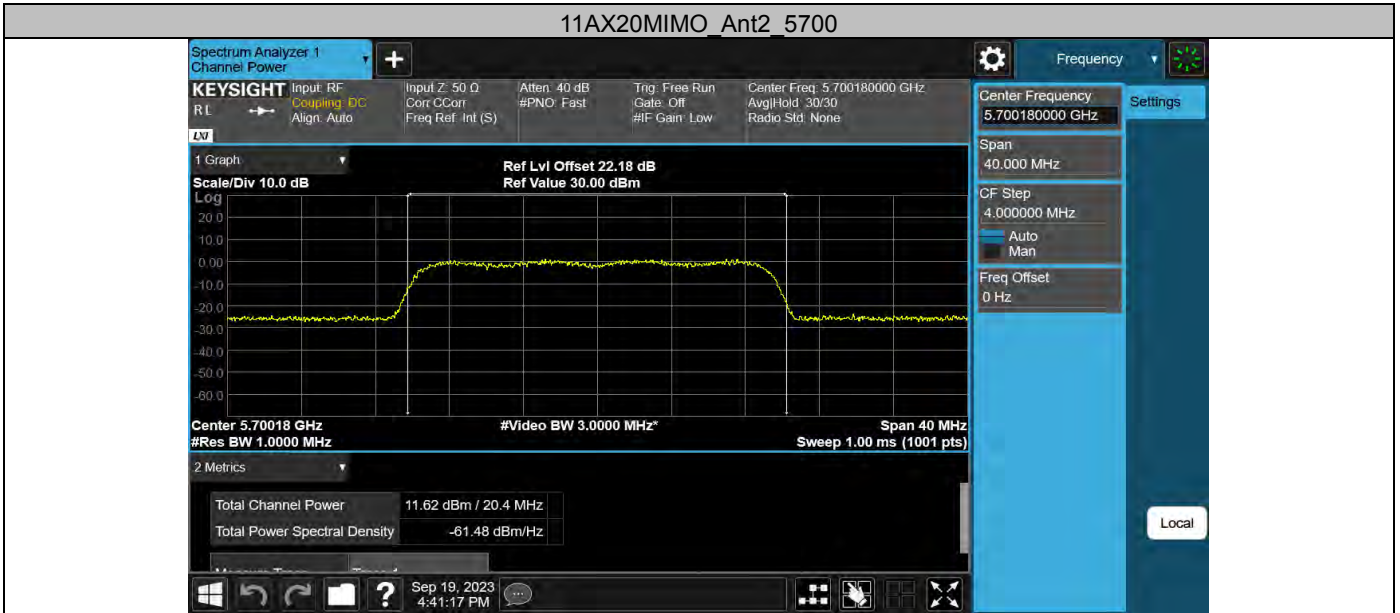 11AX20MIMO_Ant2_5700
Spectrum Analyzer 1
Channel Power
Frequency
KEYSIGHT
RL
LXI
Input: RF
Coupling: DC
Align: Auto
Input Z: 50 Ω
Corr CCorr
Freq Ref: Int (S)
Atten: 40 dB
#PNO: Fast
Trig: Free Run
Gate: Off
#IF Gain: Low
Center Freq: 5.700180000 GHz
Avg|Hold: 30/30
Radio Std: None
Center Frequency
5.700180000 GHz
Settings
Span
40.000 MHz
CF Step
4.000000 MHz
Auto
Man
Freq Offset
0 Hz
Local
1 Graph
Scale/Div 10.0 dB
Ref Lvl Offset 22.18 dB
Ref Value 30.00 dBm
Log
20.0
10.0
0.00
-10.0
-20.0
-30.0
-40.0
-50.0
-60.0
Center 5.70018 GHz
#Res BW 1.0000 MHz
#Video BW 3.0000 MHz*
Span 40 MHz
Sweep 1.00 ms (1001 pts)
2 Metrics
Total Channel Power 11.62 dBm / 20.4 MHz
Total Power Spectral Density -61.48 dBm/Hz
?
Sep 19, 2023
4:41:17 PM